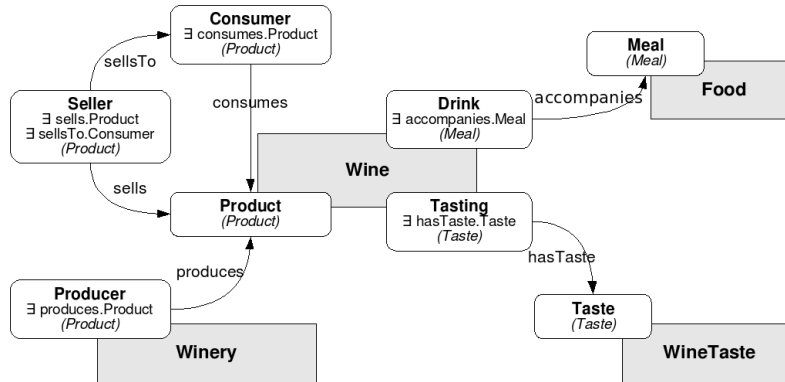 Consumer
∃ consumes.Product
(Product)
sellsTo
Seller
∃ sells.Product
∃ sellsTo.Consumer
(Product)
consumes
sells
Meal
(Meal)
Food
Drink
∃ accompanies.Meal
(Meal)
accompanies
Wine
Product
(Product)
Tasting
∃ hasTaste.Taste
(Taste)
hasTaste
produces
Producer
∃ produces.Product
(Product)
Winery
Taste
(Taste)
WineTaste